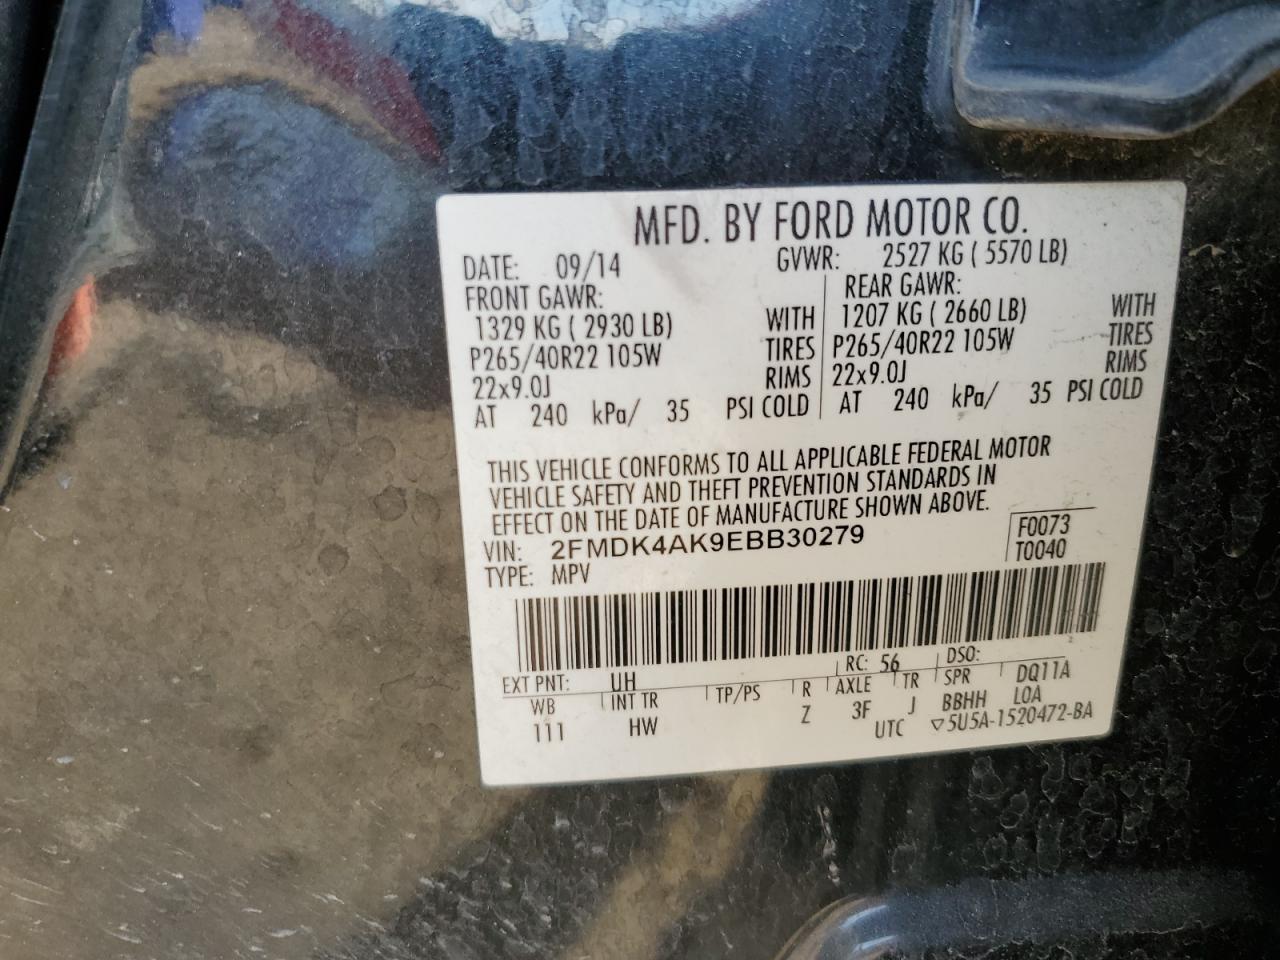 MFD. BY FORD MOTOR CO.
DATE: 09/14 GVWR: 2527 KG ( 5570 LB)
FRONT GAWR: REAR GAWR:
1329 KG ( 2930 LB) WITH 1207 KG ( 2660 LB) WITH
P265/40R22 105W TIRES P265/40R22 105W TIRES
22x9.0J RIMS 22x9.0J RIMS
AT 240 kPa/ 35 PSI COLD AT 240 kPa/ 35 PSI COLD
THIS VEHICLE CONFORMS TO ALL APPLICABLE FEDERAL MOTOR
VEHICLE SAFETY AND THEFT PREVENTION STANDARDS IN
EFFECT ON THE DATE OF MANUFACTURE SHOWN ABOVE.
VIN: 2FMDK4AK9EBB30279 F0073
TYPE: MPV T0040
EXT PNT: UH RC: 56 DSO:
WB INT TR TP/PS R AXLE TR SPR DQ11A
111 HW Z 3F J BBHH LOA
UTC ▽5U5A-1520472-BA